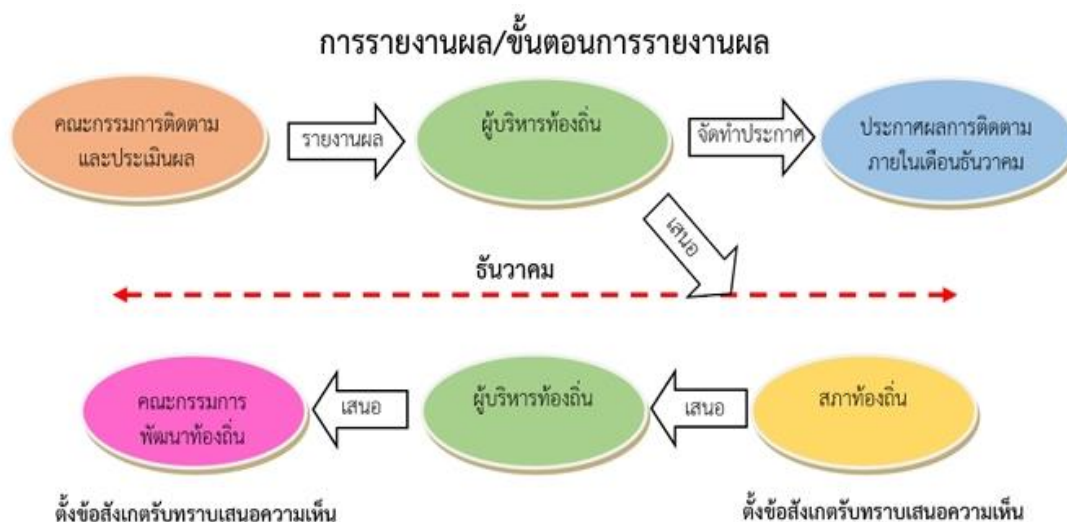 การรายงานผล/ขั้นตอนการรายงานผล
คณะกรรมการติดตาม
และประเมินผล
รายงานผล
ผู้บริหารท้องถิ่น
จัดทำประกาศ
ประกาศผลการติดตาม
ภายในเดือนธันวาคม
เสนอ
ธันวาคม
คณะกรรมการ
พัฒนาท้องถิ่น
เสนอ
ผู้บริหารท้องถิ่น
เสนอ
สภาท้องถิ่น
ตั้งข้อสังเกตรับทราบเสนอความเห็น
ตั้งข้อสังเกตรับทราบเสนอความเห็น